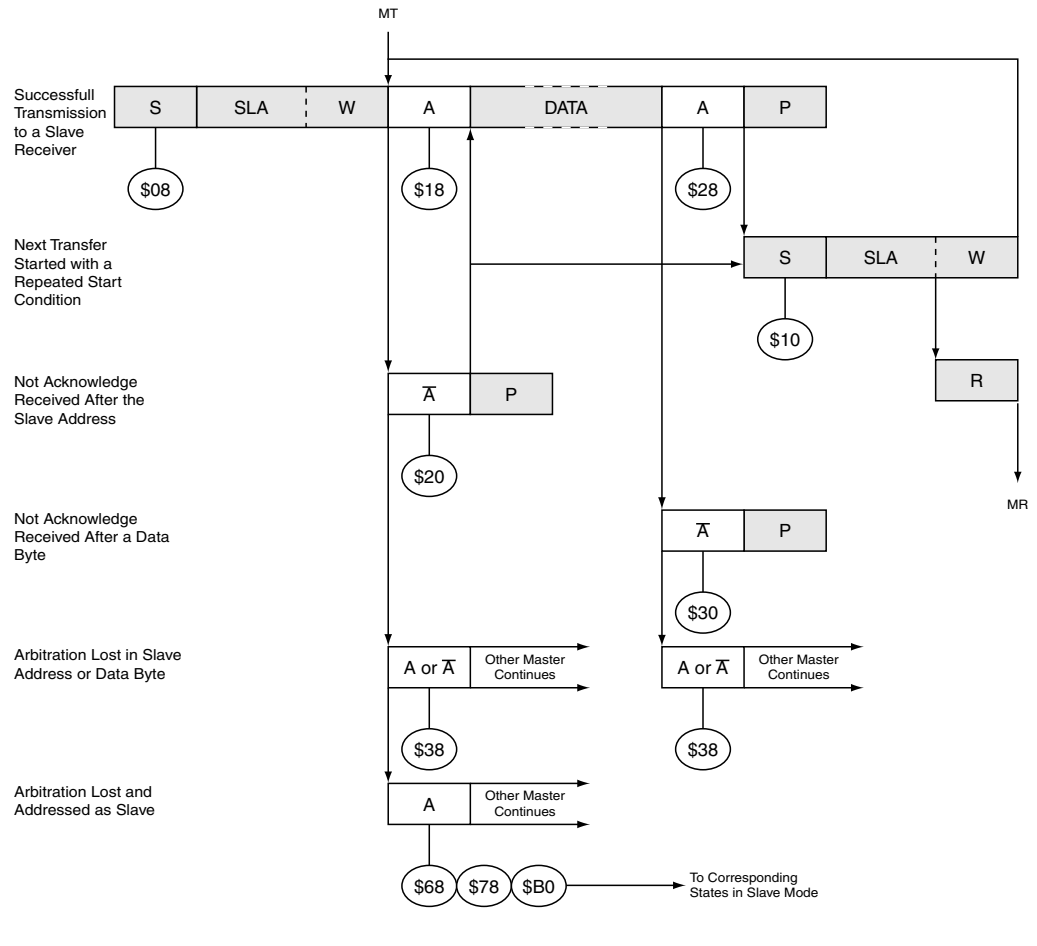 MT
Successfull
Transmission
to a Slave
Receiver
S
SLA
W
A
DATA
A
P
$08
$18
$28
Next Transfer
Started with a
Repeated Start
Condition
S
SLA
W
$10
Not Acknowledge
Received After the
Slave Address
A̅
P
R
$20
MR
Not Acknowledge
Received After a Data
Byte
A̅
P
$30
Arbitration Lost in Slave
Address or Data Byte
A or A̅
Other Master
Continues
A or A̅
Other Master
Continues
$38
$38
Arbitration Lost and
Addressed as Slave
A
Other Master
Continues
$68
$78
$B0
To Corresponding
States in Slave Mode